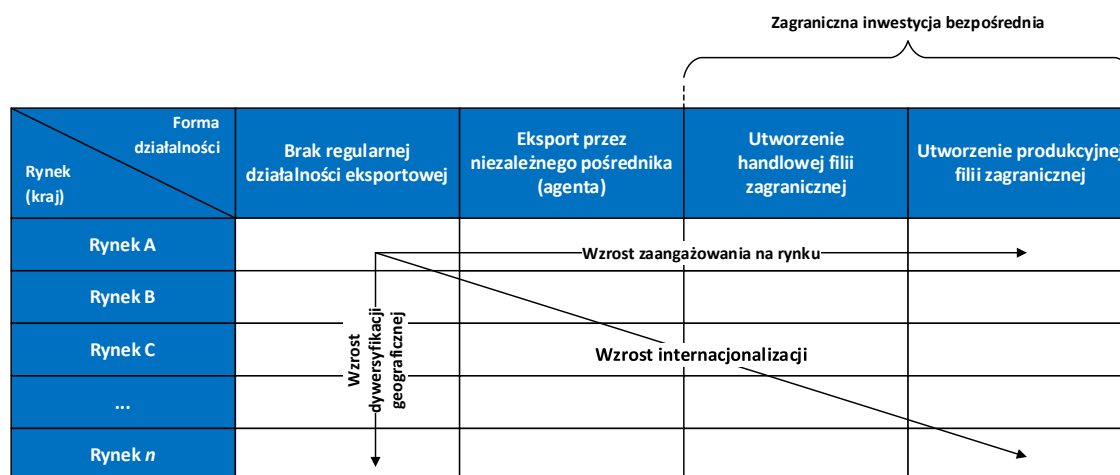 Zagraniczna inwestycja bezpośrednia
Forma
działalności
Rynek
(kraj)
Brak regularnej
działalności eksportowej
Eksport przez
niezależnego pośrednika
(agenta)
Utworzenie
handlowej filii
zagranicznej
Utworzenie produkcyjnej
filii zagranicznej
Rynek A
Wzrost zaangażowania na rynku
Rynek B
Rynek C
Wzrost
dywersyfikacji
geograficznej
Wzrost internacjonalizacji
...
Rynek n